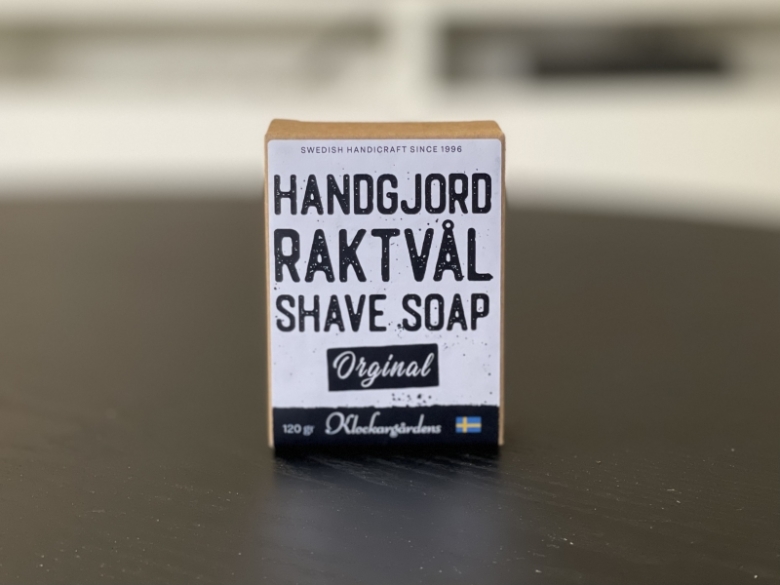 SWEDISH HANDICRAFT SINCE 1996
HANDGJORD
RAKTVÅL
SHAVE SOAP
Orginal
120 gr Klockargårdens